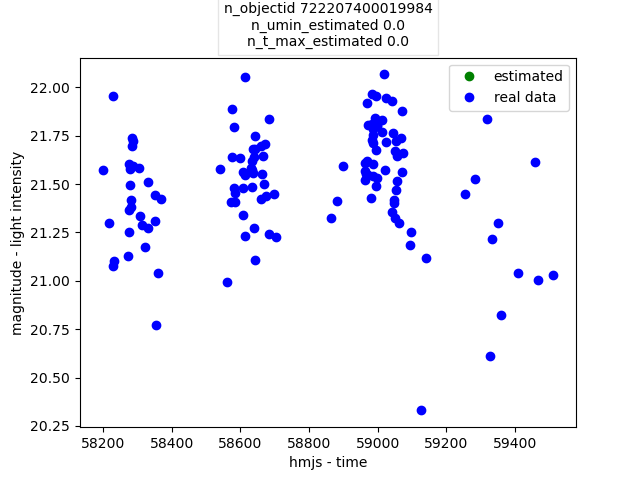 n_objectid 722207400019984
n_umin_estimated 0.0
n_t_max_estimated 0.0
estimated
real data
magnitude - light intensity
22.00
21.75
21.50
21.25
21.00
20.75
20.50
20.25
58200 58400 58600 58800 59000 59200 59400
hmjs - time